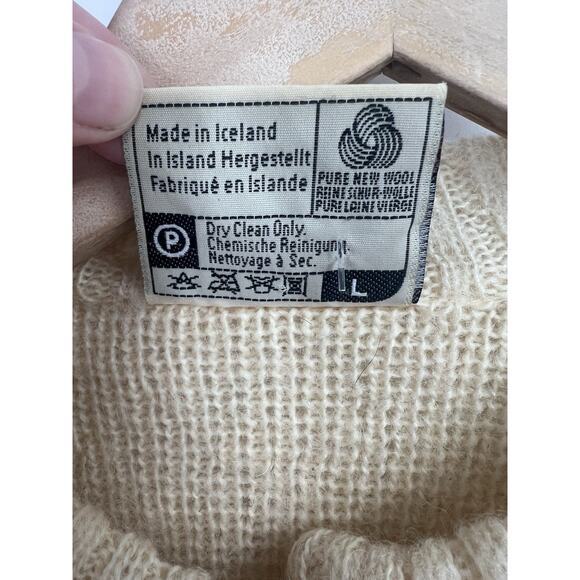 Made in Iceland
In Island Hergestellt
Fabriqué en Islande
PURE NEW WOOL
REINE SCHUR-WOLLE
PURE LAINE VIERGE
P
Dry Clean Only.
Chemische Reinigung.
Nettoyage à Sec.
L